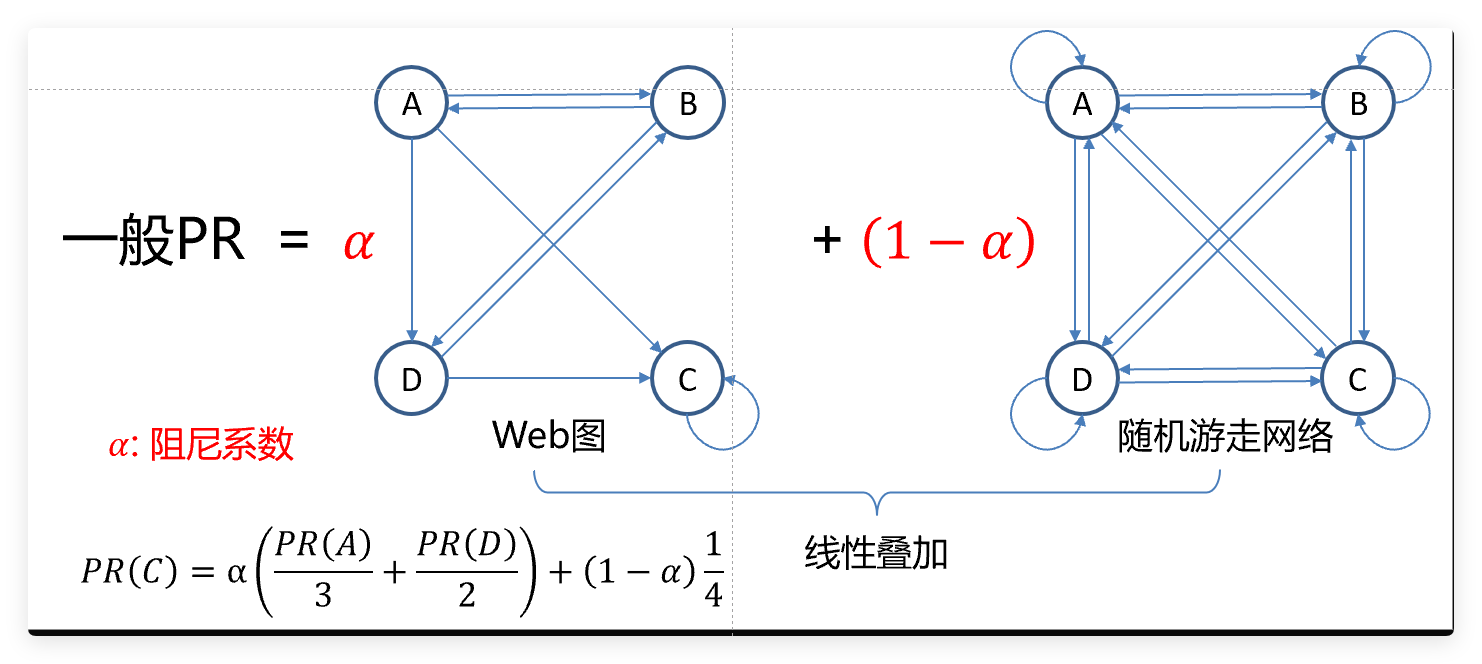 A
B
A
B
一般PR = α
+ (1 − α)
D
C
D
C
α: 阻尼系数
Web图
随机游走网络
线性叠加
PR(C) = α(PR(A)/3 + PR(D)/2) + (1 − α) 1/4